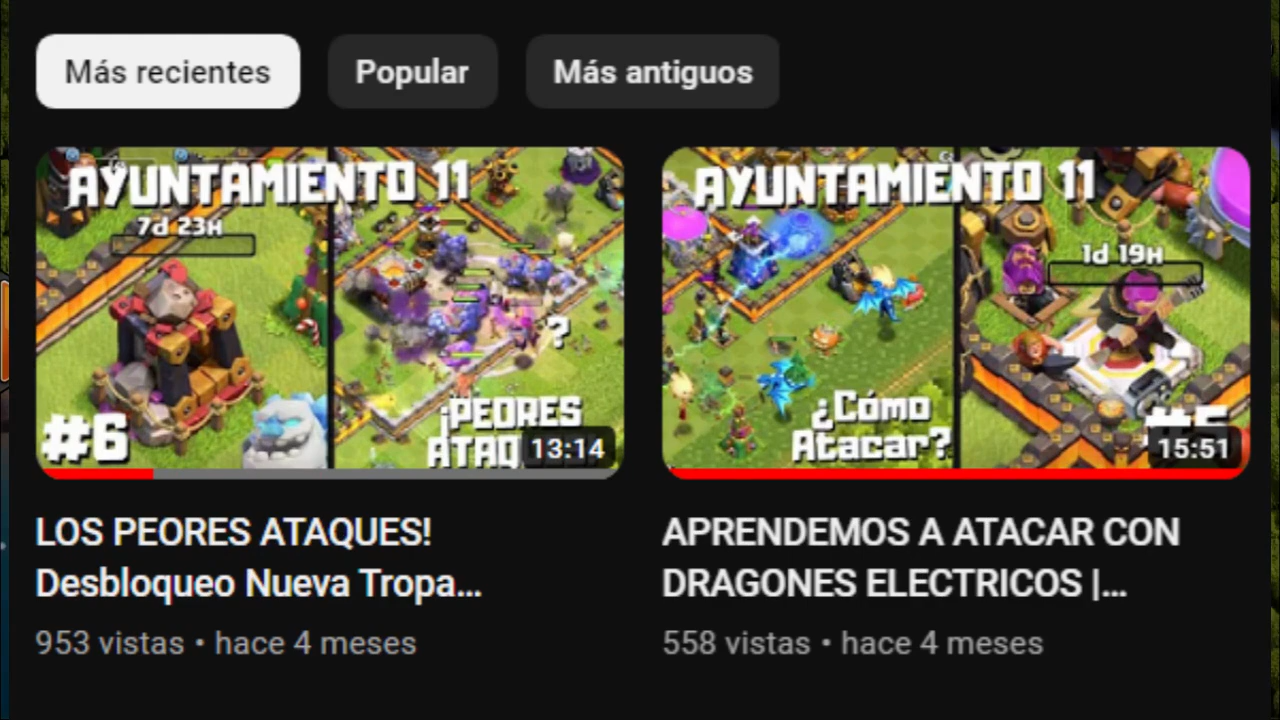 Más recientes
Popular
Más antiguos
AYUNTAMIENTO 11
7d 23H
?
#6
¡PEORES
ATAQ
13:14
AYUNTAMIENTO 11
1d 19H
¿Cómo
Atacar?
#5
15:51
LOS PEORES ATAQUES!
Desbloqueo Nueva Tropa...
953 vistas • hace 4 meses
APRENDEMOS A ATACAR CON
DRAGONES ELECTRICOS |...
558 vistas • hace 4 meses